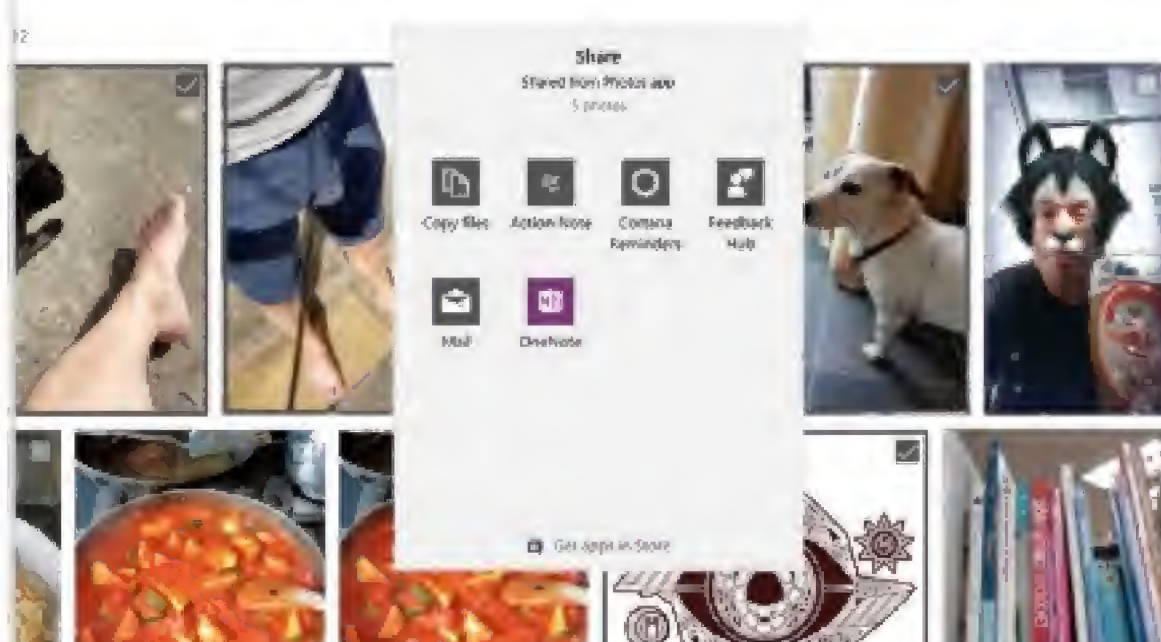 12
Share
Shared from Photos app
5 photos
Copy files
Action Note
Cortana
Reminders
Feedback
Hub
Mail
OneNote
Get apps in Store